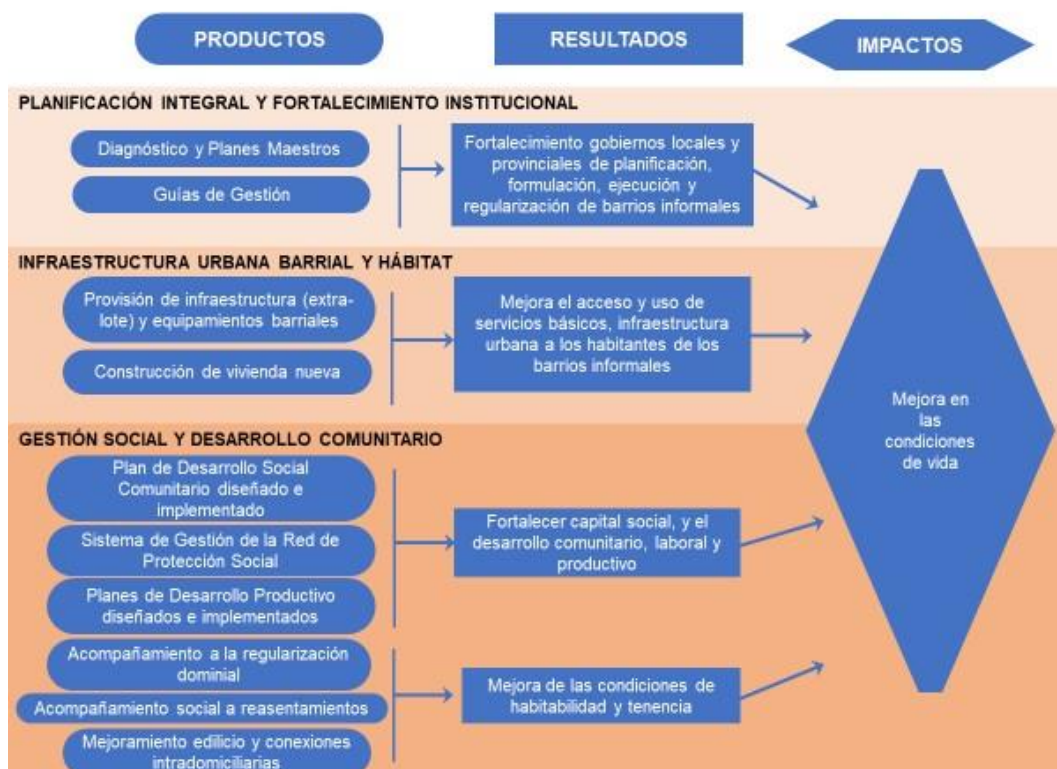 PRODUCTOS
RESULTADOS
IMPACTOS
PLANIFICACIÓN INTEGRAL Y FORTALECIMIENTO INSTITUCIONAL
Diagnóstico y Planes Maestros
Guías de Gestión
Fortalecimiento gobiernos locales y
provinciales de planificación,
formulación, ejecución y
regularización de barrios informales
INFRAESTRUCTURA URBANA BARRIAL Y HÁBITAT
Provisión de infraestructura (extra-
lote) y equipamientos barriales
Construcción de vivienda nueva
Mejora el acceso y uso de
servicios básicos, infraestructura
urbana a los habitantes de los
barrios informales
GESTIÓN SOCIAL Y DESARROLLO COMUNITARIO
Plan de Desarrollo Social
Comunitario diseñado e
implementado
Sistema de Gestión de la Red de
Protección Social
Planes de Desarrollo Productivo
diseñados e implementados
Fortalecer capital social, y el
desarrollo comunitario, laboral y
productivo
Acompañamiento a la regularización
dominial
Acompañamiento social a reasentamientos
Mejoramiento edilicio y conexiones
intradomiciliarias
Mejora de las condiciones de
habitabilidad y tenencia
Mejora en
las
condiciones
de vida